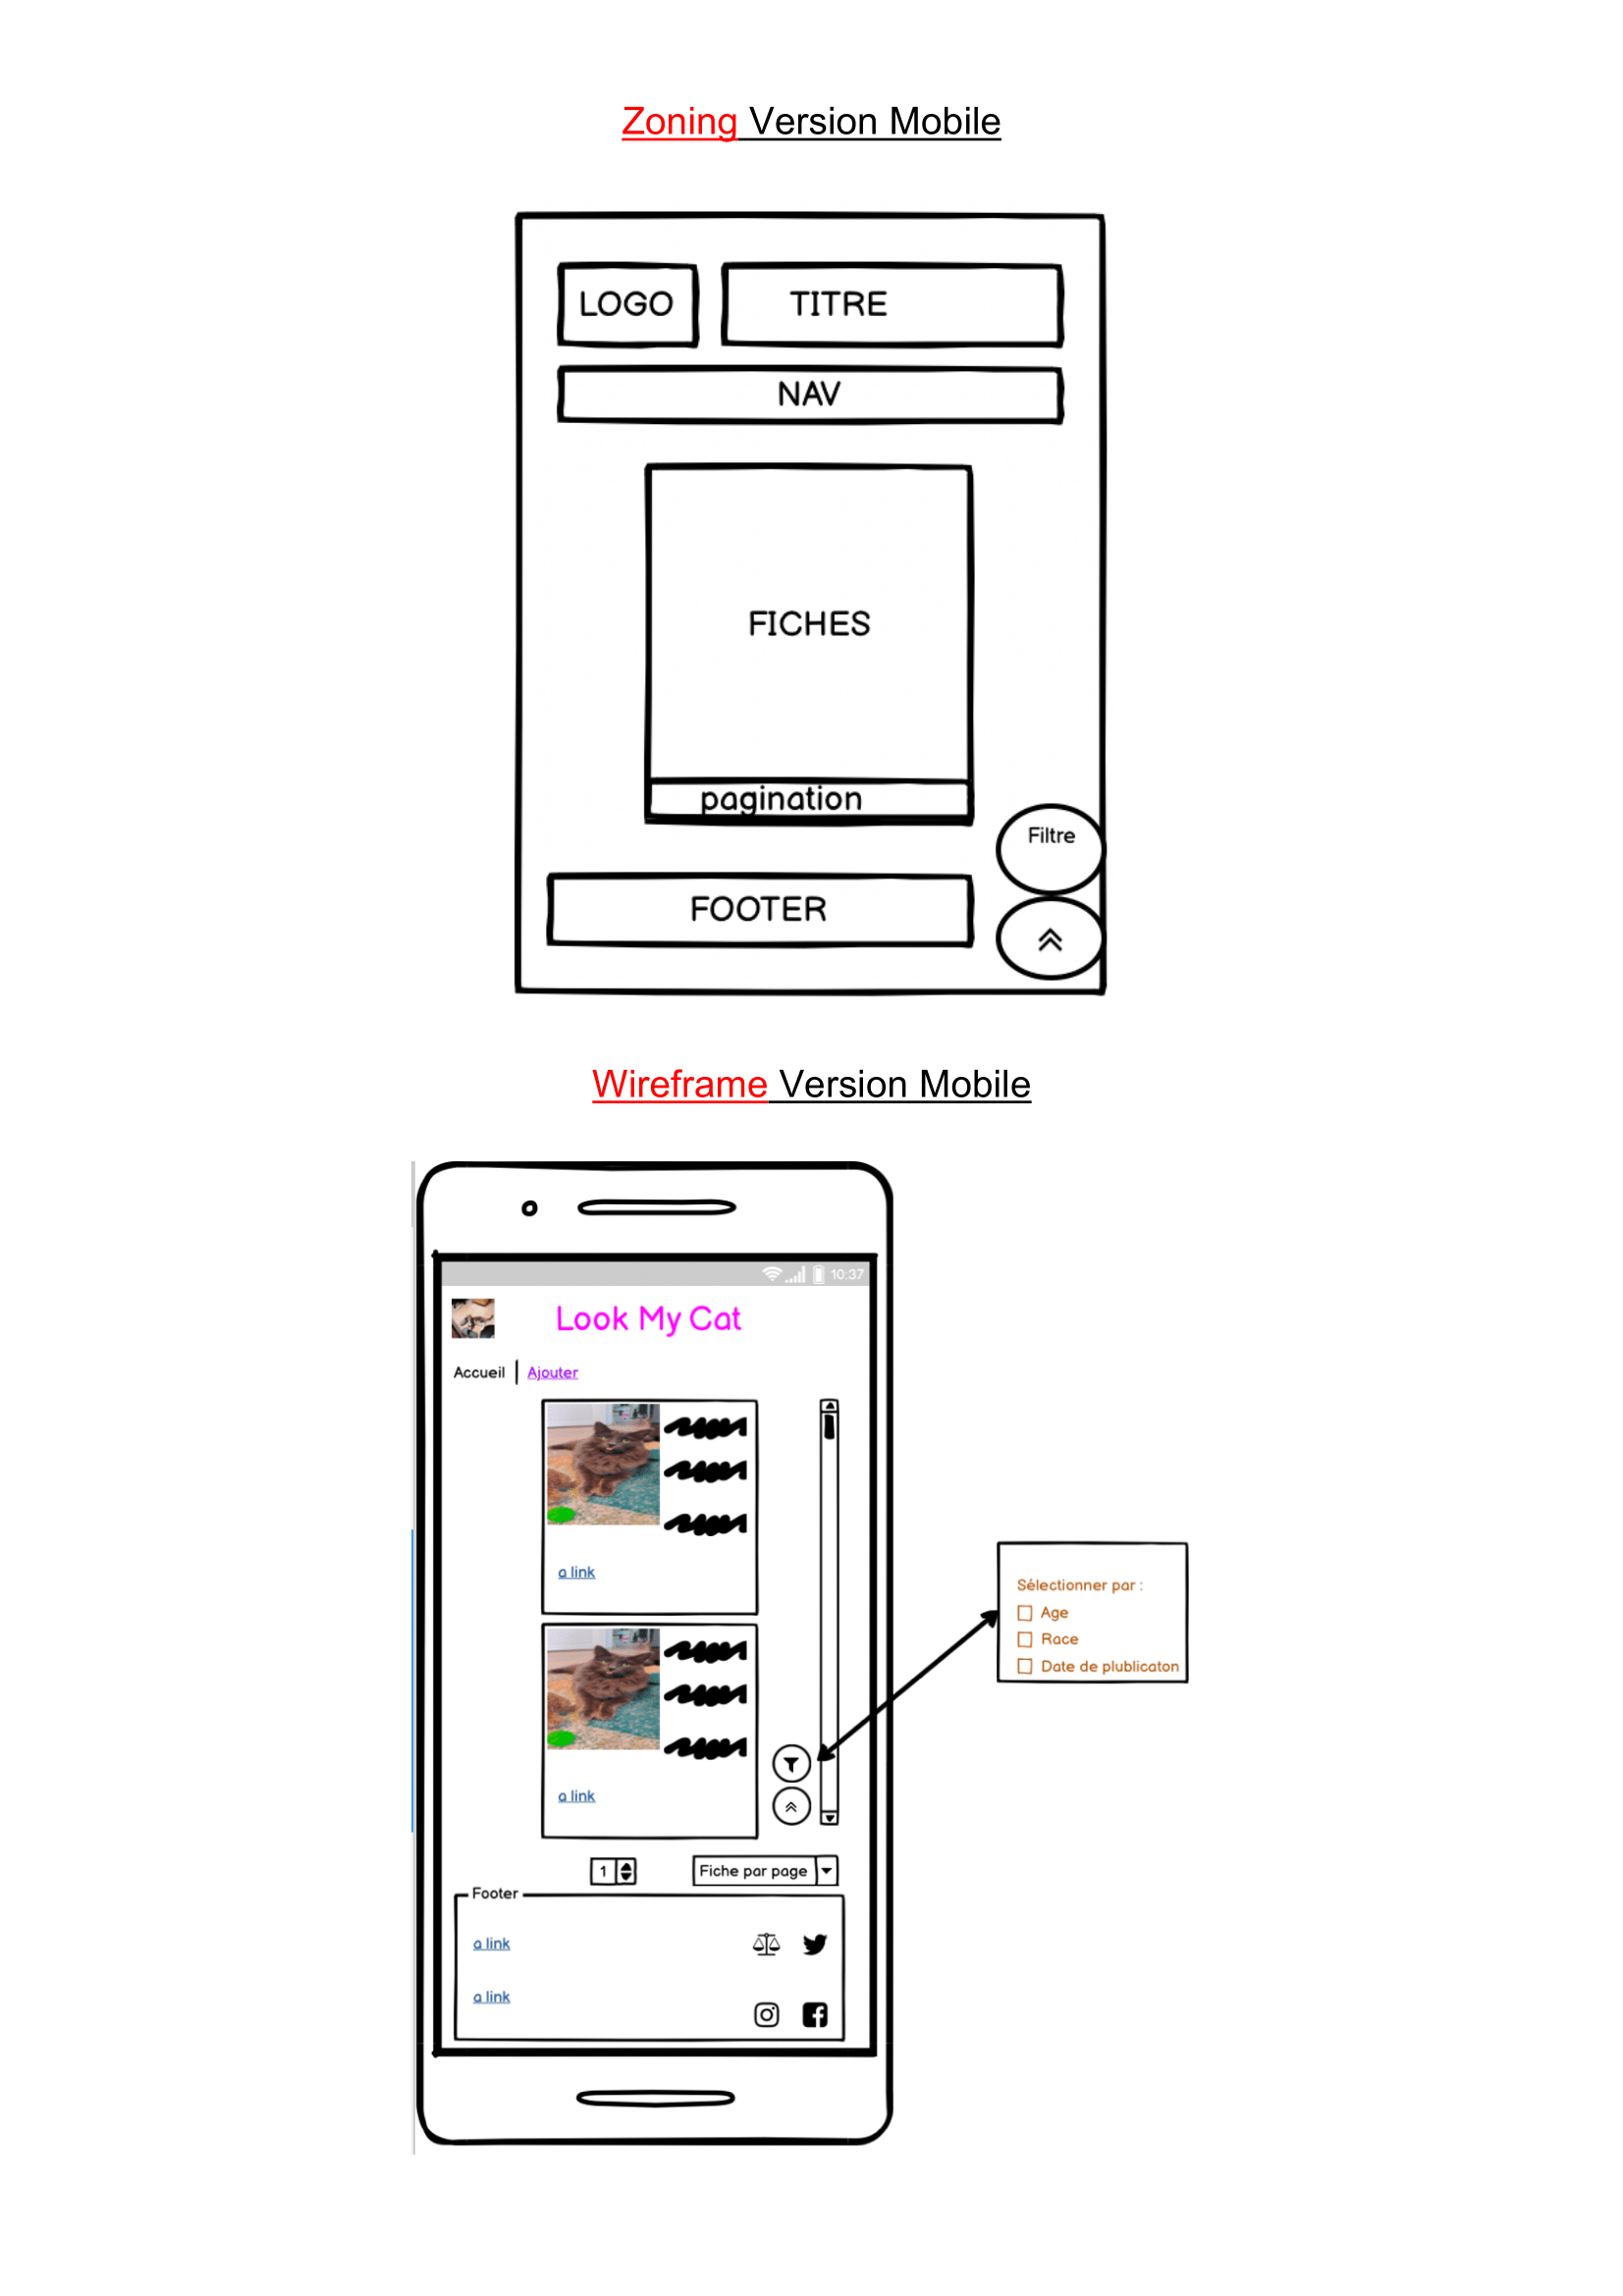 Zoning Version Mobile
LOGO
TITRE
NAV
FICHES
pagination
Filtre
FOOTER
Wireframe Version Mobile
10:37
Look My Cat
Accueil
Ajouter
a link
Sélectionner par :
Age
Race
Date de plublicaton
a link
1
Fiche par page
Footer
a link
a link